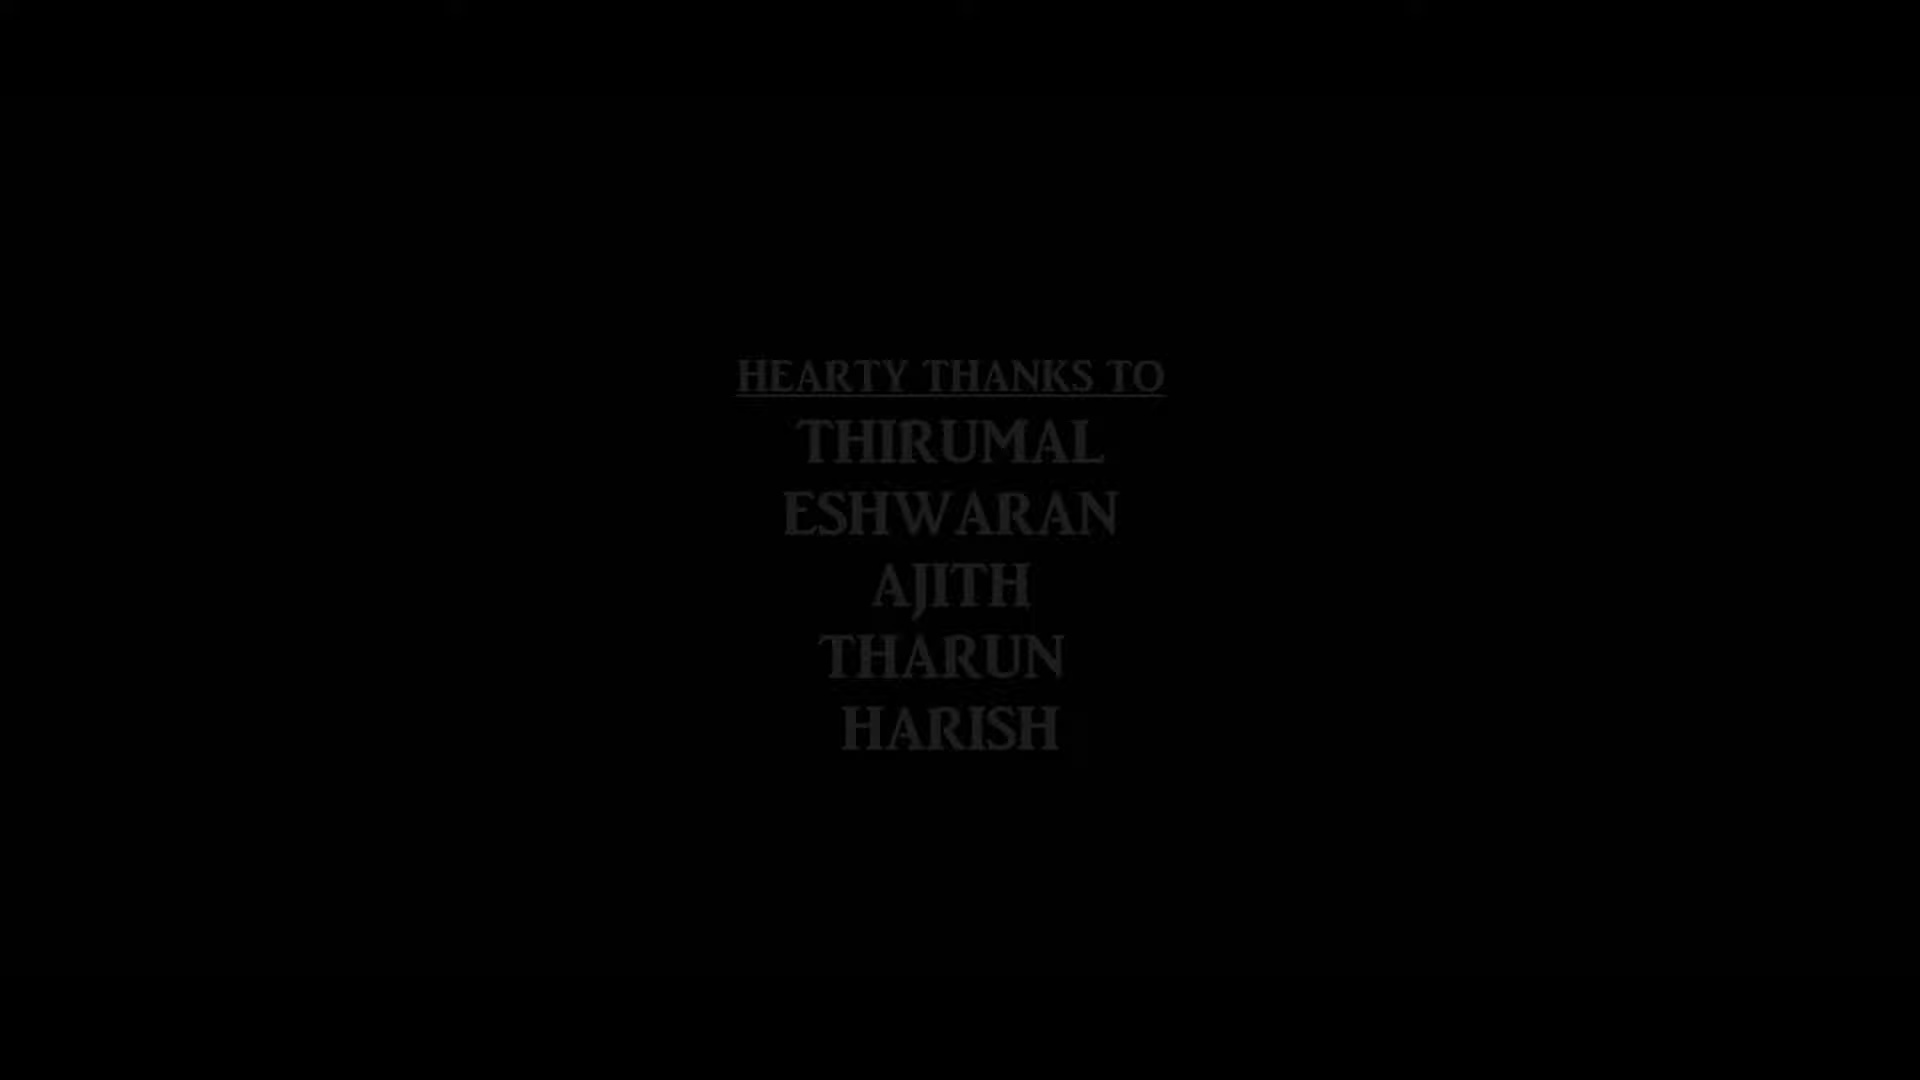 HEARTY THANKS TO
THIRUMAL
ESHWARAN
AJITH
THARUN
HARISH